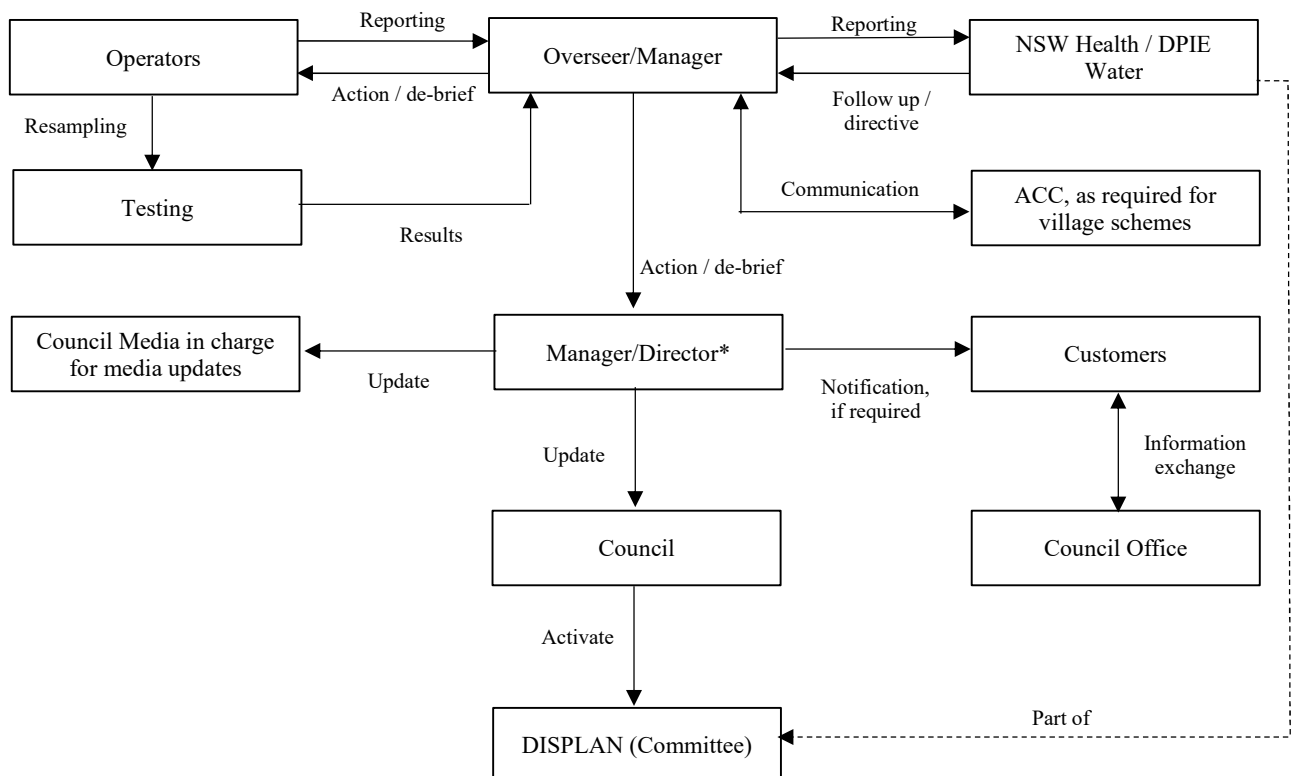 Reporting
Reporting
Operators
Overseer/Manager
NSW Health / DPIE
Water
Action / de-brief
Follow up /
directive
Resampling
Communication
Testing
ACC, as required for
village schemes
Results
Action / de-brief
Council Media in charge
for media updates
Manager/Director*
Customers
Update
Notification,
if required
Information
exchange
Update
Council
Council Office
Activate
Part of
DISPLAN (Committee)